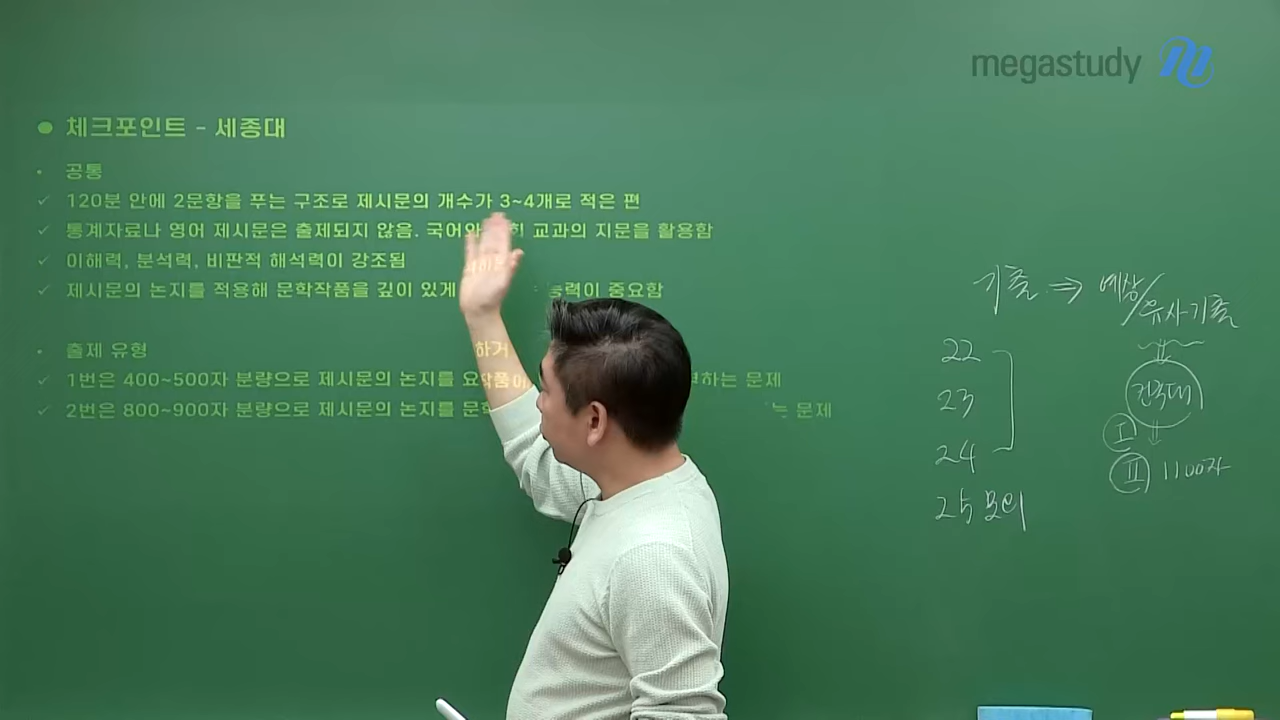 megastudy
체크포인트 - 세종대
공통
120분 안에 2문항을 푸는 구조로 제시문의 개수가 3~4개로 적은 편
통계자료나 영어 제시문은 출제되지 않음. 국어와 교과의 지문을 활용함
이해력, 분석력, 비판적 해석력이 강조됨
제시문의 논지를 적용해 문학작품을 깊이 있게 능력이 중요함
출제 유형
1번은 400~500자 분량으로 제시문의 논지를 하는 문제
2번은 800~900자 분량으로 제시문의 논지를 는 문제
기출 ⇒ 예상/
유사기출
22
23
24
25 모의
건국대
I
II 1100자